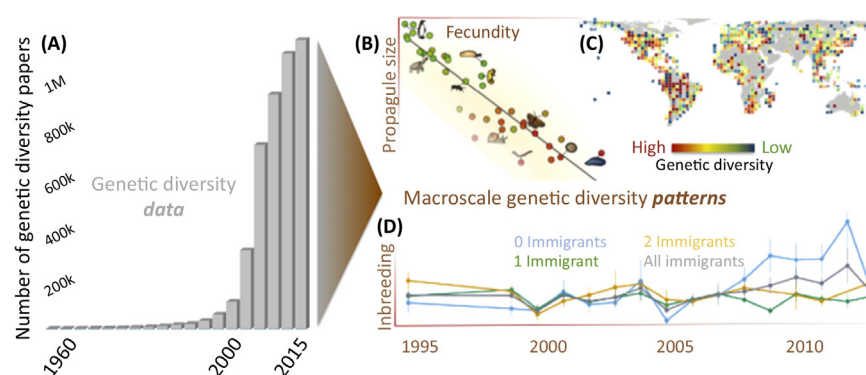 (A)
Number of genetic diversity papers
1M
800k
600k
400k
200k
Genetic diversity
data
1960
2000
2015
(B)
Fecundity
Propagule size
(C)
High
Low
Genetic diversity
Macroscale genetic diversity patterns
(D)
Inbreeding
0 Immigrants
2 Immigrants
1 Immigrant
All immigrants
1995
2000
2005
2010